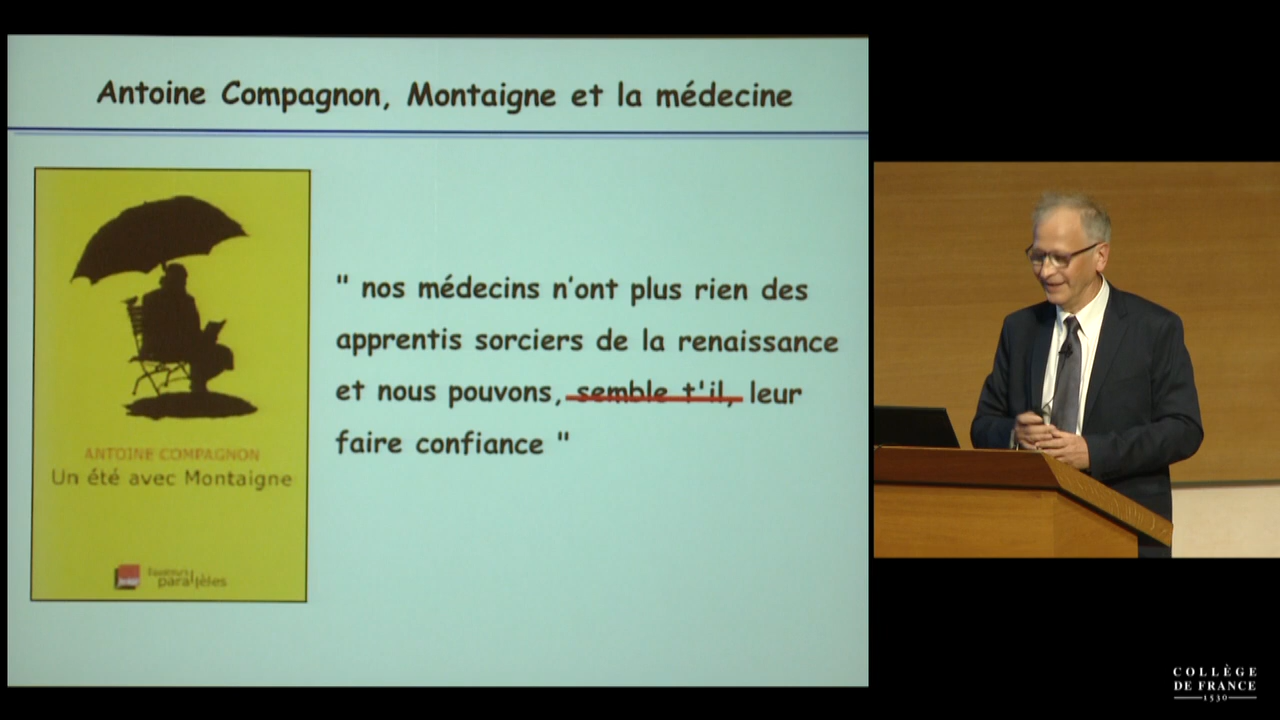 Antoine Compagnon, Montaigne et la médecine
" nos médecins n'ont plus rien des
apprentis sorciers de la renaissance
et nous pouvons, semble t'il, leur
faire confiance "
ANTOINE COMPAGNON
Un été avec Montaigne
parallèles
COLLÈGE
DE FRANCE
1530